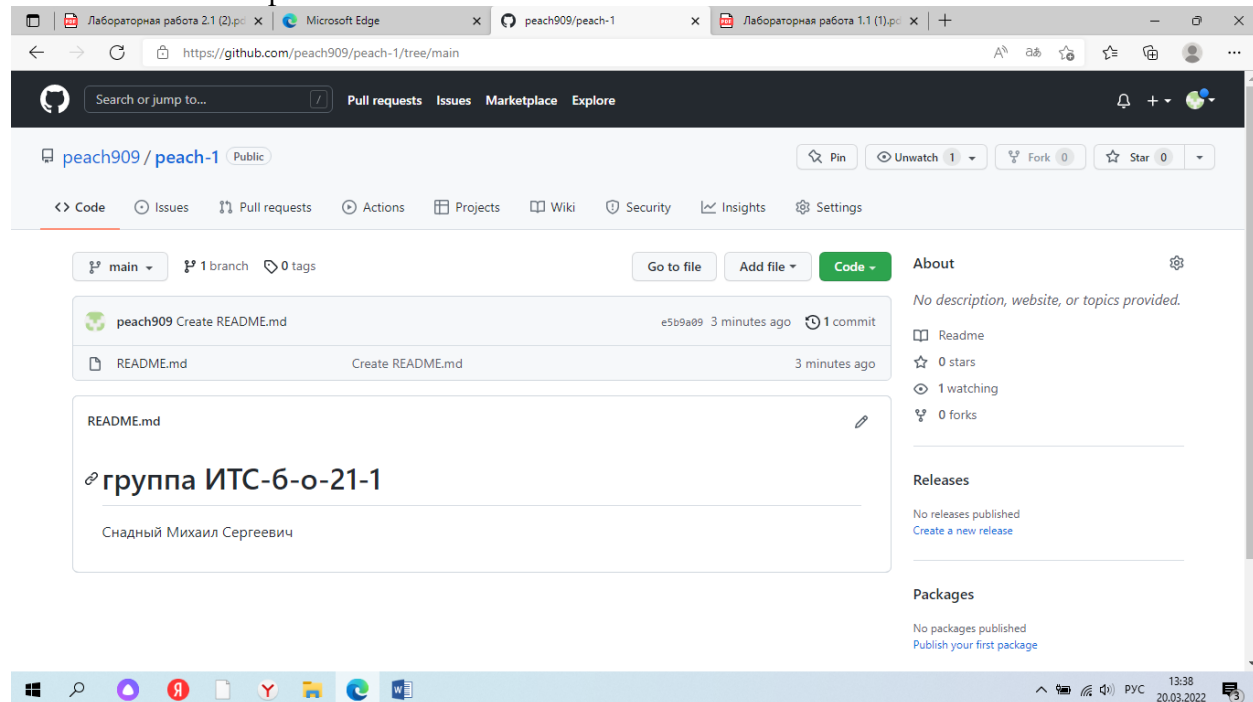 Лабораторная работа 2.1 (2).pd
Microsoft Edge
peach909/peach-1
Лабораторная работа 1.1 (1).pd
https://github.com/peach909/peach-1/tree/main
Search or jump to... /
Pull requests Issues Marketplace Explore
peach909 / peach-1 Public
Pin
Unwatch 1
Fork 0
Star 0
Code Issues Pull requests Actions Projects Wiki Security Insights Settings
main 1 branch 0 tags
Go to file Add file Code
peach909 Create README.md e5b9a09 3 minutes ago 1 commit
README.md Create README.md 3 minutes ago
README.md
группа ИТС-б-о-21-1
Снадный Михаил Сергеевич
About
No description, website, or topics provided.
Readme
0 stars
1 watching
0 forks
Releases
No releases published
Create a new release
Packages
No packages published
Publish your first package
РУС
13:38
20.03.2022
3